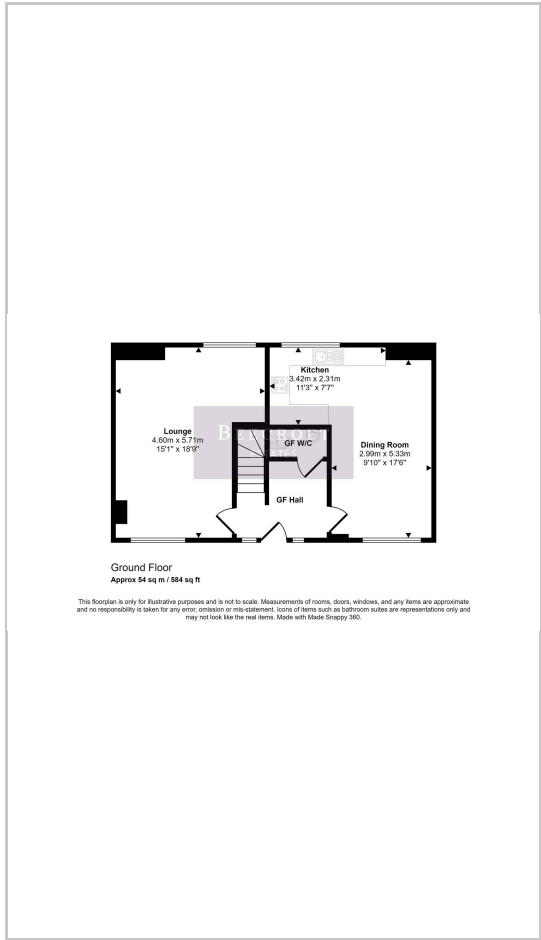 Kitchen
3.42m x 2.31m
11'3" x 7'7"
Lounge
4.60m x 5.71m
15'1" x 18'9"
BEECROFT
ESTATES
GF W/C
Dining Room
2.99m x 5.33m
9'10" x 17'6"
GF Hall
Ground Floor
Approx 54 sq m / 584 sq ft
This floorplan is only for illustrative purposes and is not to scale. Measurements of rooms, doors, windows, and any items are approximate
and no responsibility is taken for any error, omission or mis-statement. Icons of items such as bathroom suites are representations only and
may not look like the real items. Made with Made Snappy 360.